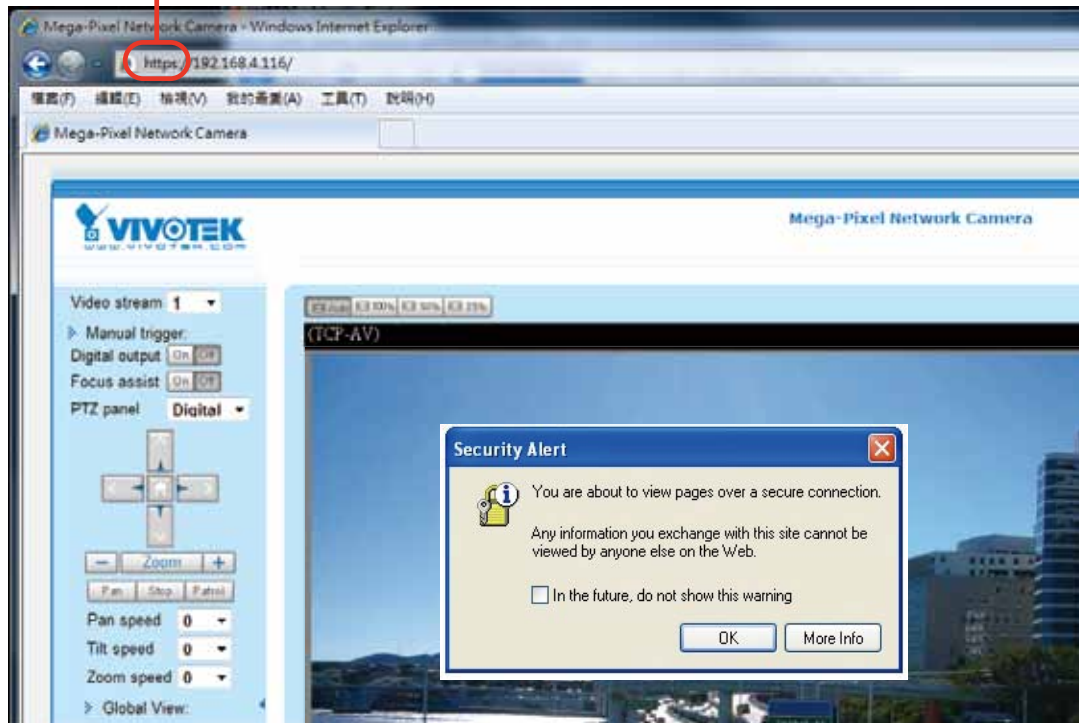 Mega-Pixel Network Camera - Windows Internet Explorer
https://192.168.4.116/
檔案(F) 編輯(E) 檢視(V) 我的最愛(A) 工具(T) 說明(H)
Mega-Pixel Network Camera
VIVOTEK
www.vivotek.com
Mega-Pixel Network Camera
Video stream 1
Manual trigger:
Digital output On Off
Focus assist On Off
PTZ panel Digital
Zoom
Pan Stop Patrol
Pan speed 0
Tilt speed 0
Zoom speed 0
Global View:
Auto 100% 50% 25%
(TCP-AV)
Security Alert
You are about to view pages over a secure connection.
Any information you exchange with this site cannot be
viewed by anyone else on the Web.
In the future, do not show this warning
OK More Info